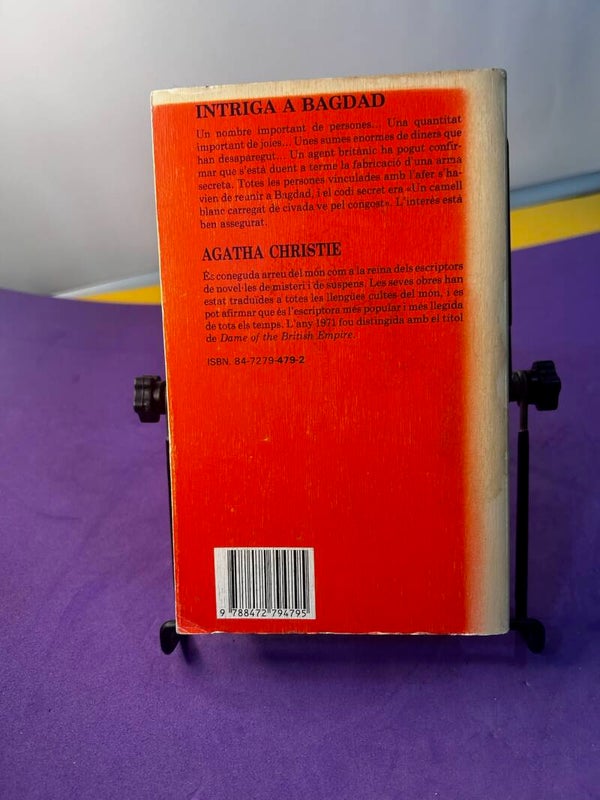 INTRIGA A BAGDAD
Un nombre important de persones... Una quantitat
important de joies... Unes sumes enormes de diners que
han desaparegut... Un agent britànic ha pogut confir-
mar que s'està duent a terme la fabricació d'una arma
secreta. Totes les persones vinculades amb l'afer s'ha-
vien de reunir a Bagdad, i el codi secret era «Un camell
blanc carregat de civada ve pel congost». L'interès està
ben assegurat.
AGATHA CHRISTIE
És coneguda arreu del món com a la reina dels escriptors
de novel·les de misteri i de suspens. Les seves obres han
estat traduïdes a totes les llengües cultes del món, i es
pot afirmar que és l'escriptora més popular i més llegida
de tots els temps. L'any 1971 fou distingida amb el títol
de Dame of the British Empire.
ISBN. 84-7279-479-2
9 788472 794795